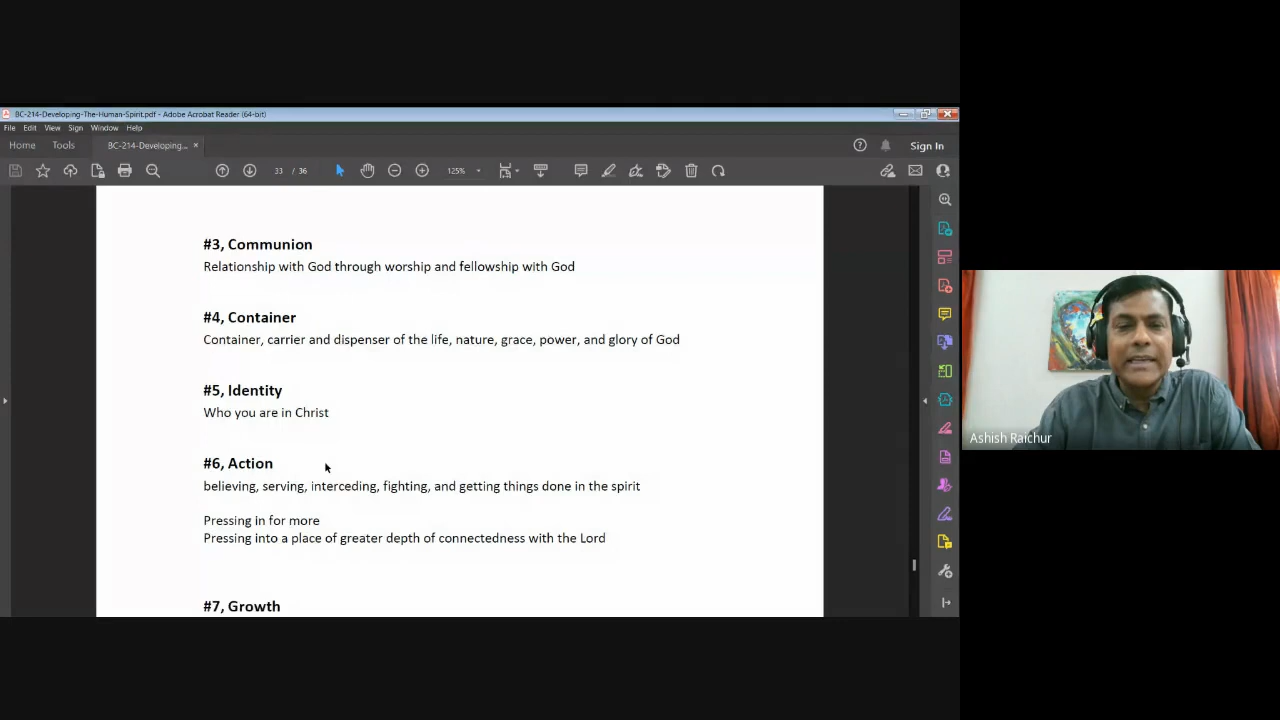 BC-214-Developing-The-Human-Spirit.pdf - Adobe Acrobat Reader (64-bit)
File Edit View Sign Window Help
Home Tools BC-214-Developing... × Sign In
33 / 36 125%
#3, Communion
Relationship with God through worship and fellowship with God
#4, Container
Container, carrier and dispenser of the life, nature, grace, power, and glory of God
#5, Identity
Who you are in Christ
#6, Action
believing, serving, interceding, fighting, and getting things done in the spirit
Pressing in for more
Pressing into a place of greater depth of connectedness with the Lord
#7, Growth
Ashish Raichur